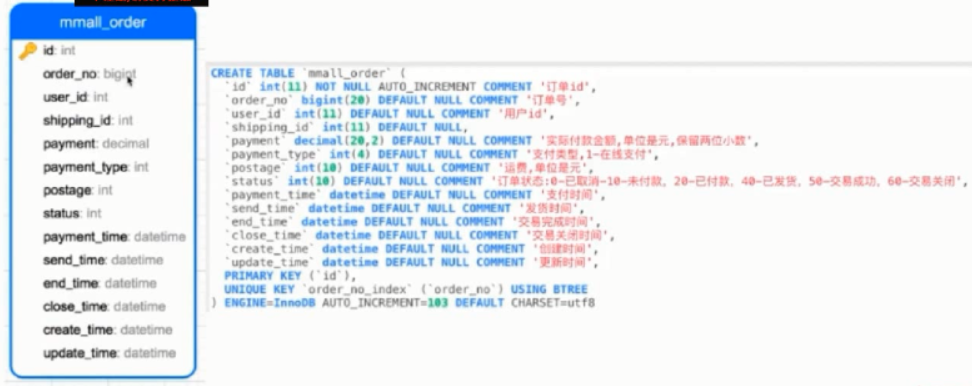 mmall_order
id: int
order_no: bigint
user_id: int
shipping_id: int
payment: decimal
payment_type: int
postage: int
status: int
payment_time: datetime
send_time: datetime
end_time: datetime
close_time: datetime
create_time: datetime
update_time: datetime
CREATE TABLE `mmall_order` (
`id` int(11) NOT NULL AUTO_INCREMENT COMMENT '订单id',
`order_no` bigint(20) DEFAULT NULL COMMENT '订单号',
`user_id` int(11) DEFAULT NULL COMMENT '用户id',
`shipping_id` int(11) DEFAULT NULL,
`payment` decimal(20,2) DEFAULT NULL COMMENT '实际付款金额,单位是元,保留两位小数',
`payment_type` int(4) DEFAULT NULL COMMENT '支付类型,1-在线支付',
`postage` int(10) DEFAULT NULL COMMENT '运费,单位是元',
`status` int(10) DEFAULT NULL COMMENT '订单状态:0-已取消-10-未付款, 20-已付款, 40-已发货, 50-交易成功, 60-交易关闭',
`payment_time` datetime DEFAULT NULL COMMENT '支付时间',
`send_time` datetime DEFAULT NULL COMMENT '发货时间',
`end_time` datetime DEFAULT NULL COMMENT '交易完成时间',
`close_time` datetime DEFAULT NULL COMMENT '交易关闭时间',
`create_time` datetime DEFAULT NULL COMMENT '创建时间',
`update_time` datetime DEFAULT NULL COMMENT '更新时间',
PRIMARY KEY (`id`),
UNIQUE KEY `order_no_index` (`order_no`) USING BTREE
) ENGINE=InnoDB AUTO_INCREMENT=103 DEFAULT CHARSET=utf8